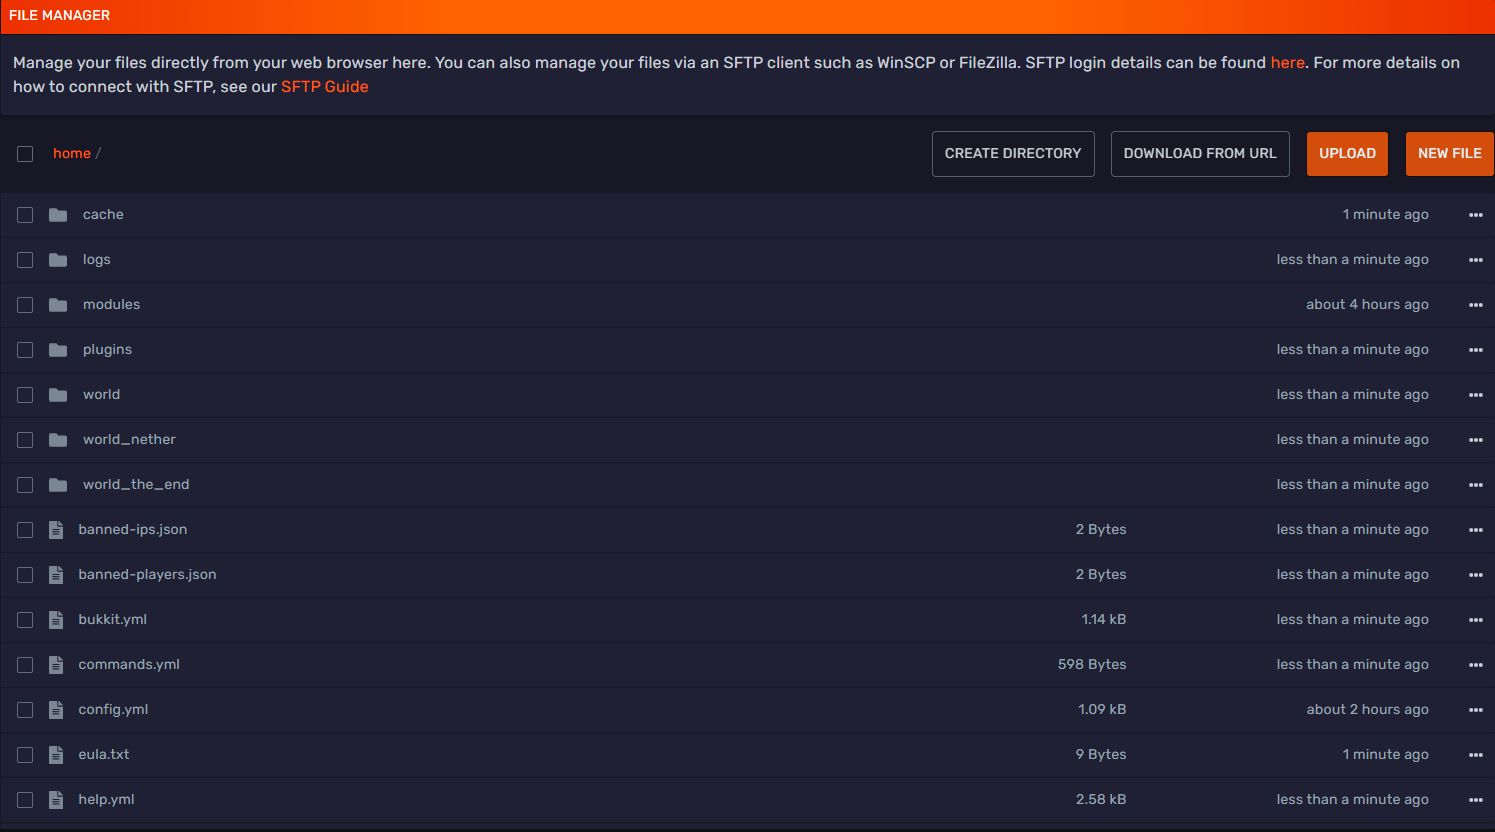 FILE MANAGER
Manage your files directly from your web browser here. You can also manage your files via an SFTP client such as WinSCP or FileZilla. SFTP login details can be found here. For more details on
how to connect with SFTP, see our SFTP Guide
home / CREATE DIRECTORY DOWNLOAD FROM URL UPLOAD NEW FILE
cache 1 minute ago
logs less than a minute ago
modules about 4 hours ago
plugins less than a minute ago
world less than a minute ago
world_nether less than a minute ago
world_the_end less than a minute ago
banned-ips.json 2 Bytes less than a minute ago
banned-players.json 2 Bytes less than a minute ago
bukkit.yml 1.14 kB less than a minute ago
commands.yml 598 Bytes less than a minute ago
config.yml 1.09 kB about 2 hours ago
eula.txt 9 Bytes 1 minute ago
help.yml 2.58 kB less than a minute ago